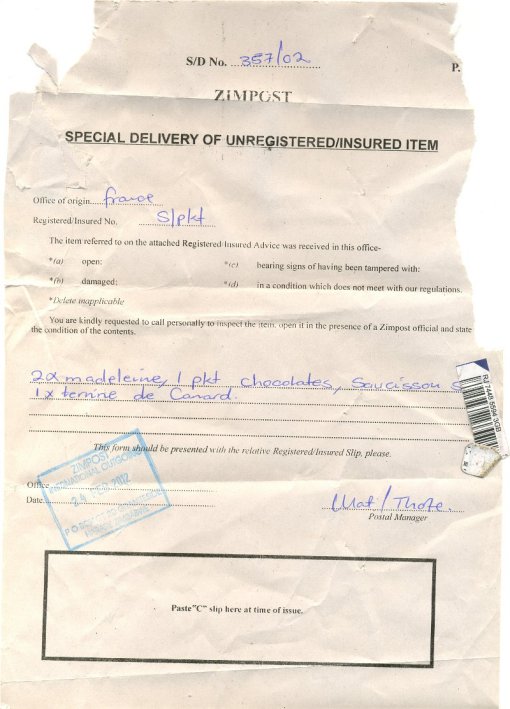 S/D No. 357/02
P.
ZIMPOST
SPECIAL DELIVERY OF UNREGISTERED/INSURED ITEM
Office of origin france
Registered/Insured No. S/pkt
The item referred to on the attached Registered/Insured Advice was received in this office-
*(a) open: *(c) bearing signs of having been tampered with:
*(b) damaged: *(d) in a condition which does not meet with our regulations.
*Delete inapplicable
You are kindly requested to call personally to inspect the item, open it in the presence of a Zimpost official and state
the condition of the contents.
2x madeleine, 1 pkt chocolates, Saucisson
1x terrine de Canard.
This form should be presented with the relative Registered/Insured Slip, please.
ZIMPOST
INTERNATIONAL
Office
24 FEB 2012
Date
Postal Manager
Paste"C" slip here at time of issue.